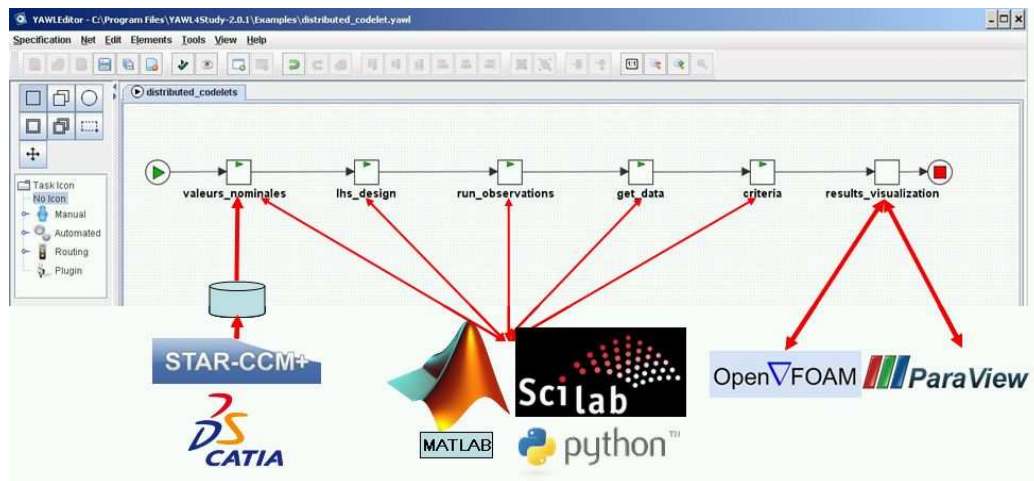 YAWLEditor - C:\Program Files\YAWL4Study-2.0.1\Examples\distributed_codelet.yawl
Specification Net Edit Elements Tools View Help
distributed_codelets
Task Icon
No Icon
Manual
Automated
Routing
Plugin
valeurs_nominales lhs_design run_observations get_data criteria results_visualization
STAR-CCM+
DS CATIA
MATLAB
Scilab
python™
OpenFOAM
ParaView